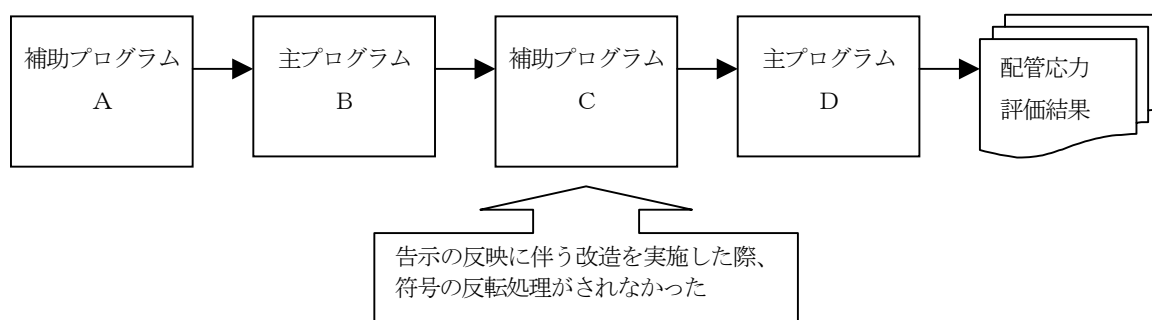 補助プログラム
A
主プログラム
B
補助プログラム
C
主プログラム
D
配管応力
評価結果
告示の反映に伴う改造を実施した際、
符号の反転処理がされなかった